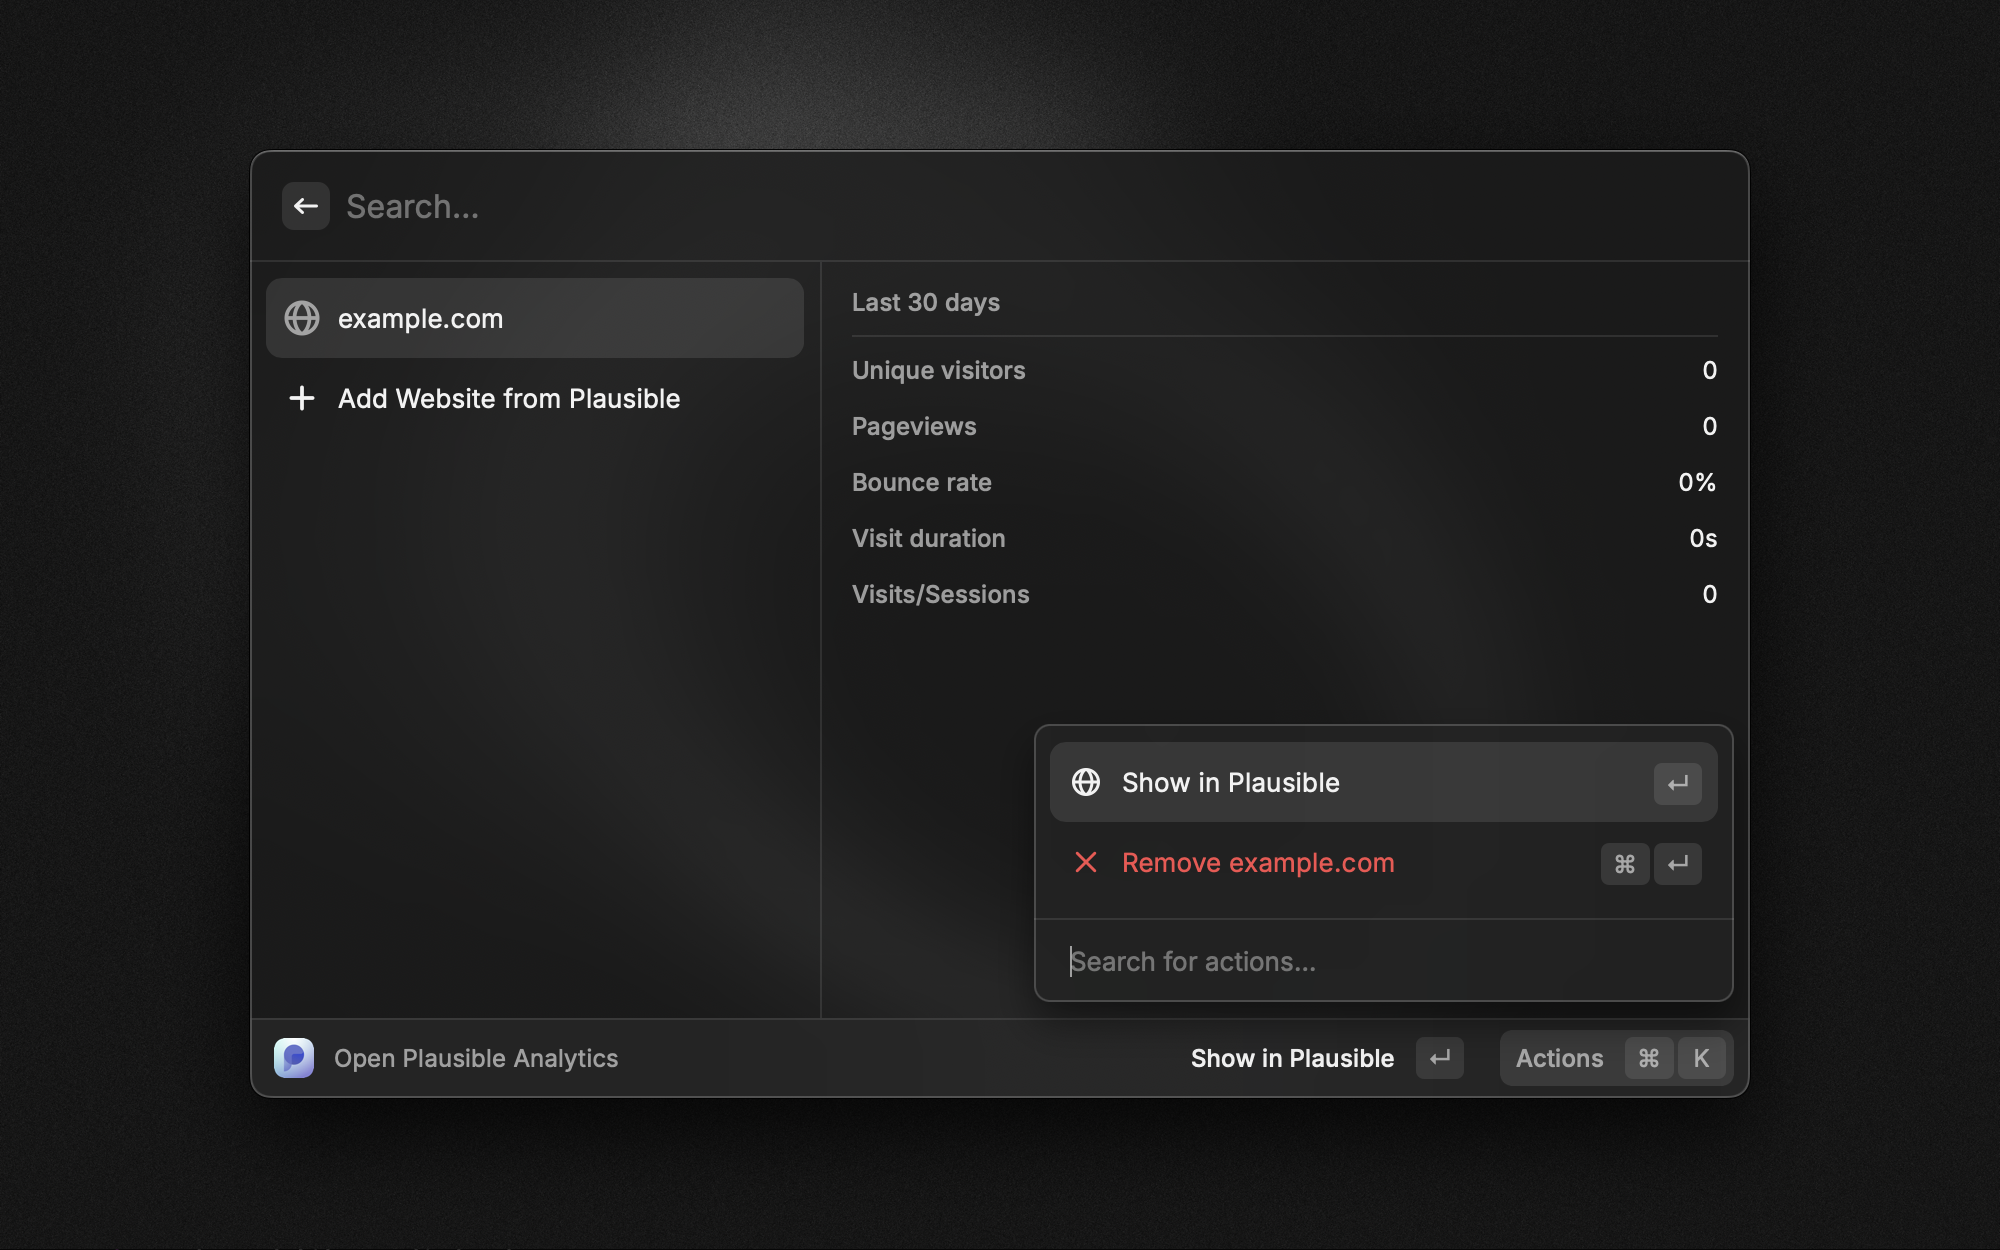 Search...
example.com
Add Website from Plausible
Last 30 days
Unique visitors 0
Pageviews 0
Bounce rate 0%
Visit duration 0s
Visits/Sessions 0
Show in Plausible ↵
Remove example.com ⌘ ↵
Search for actions...
Open Plausible Analytics
Show in Plausible ↵
Actions ⌘ K